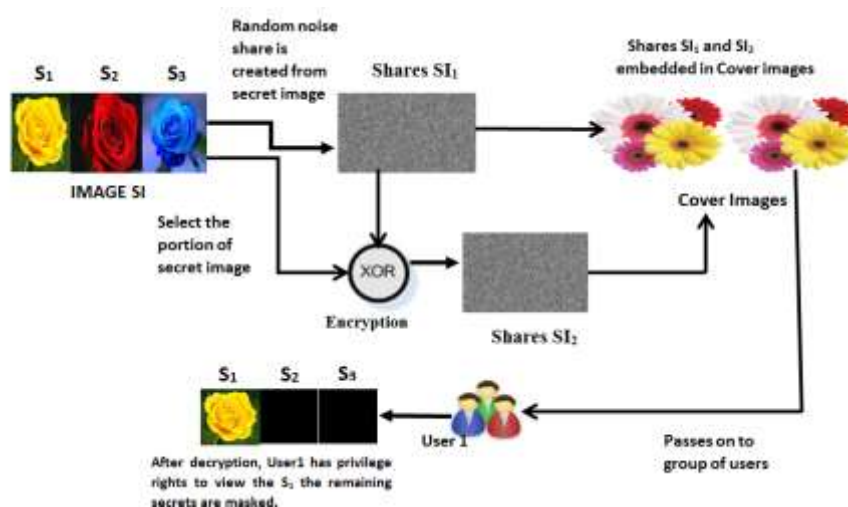 Random noise
share is
created from
secret image
S₁ S₂ S₃
Shares SI₁
Shares SI₁ and SI₂
embedded in Cover images
IMAGE SI
Select the
portion of
secret image
XOR
Encryption
Shares SI₂
Cover Images
S₁ S₂ S₃
User 1
Passes on to
group of users
After decryption, User1 has privilege
rights to view the S₁ the remaining
secrets are masked.